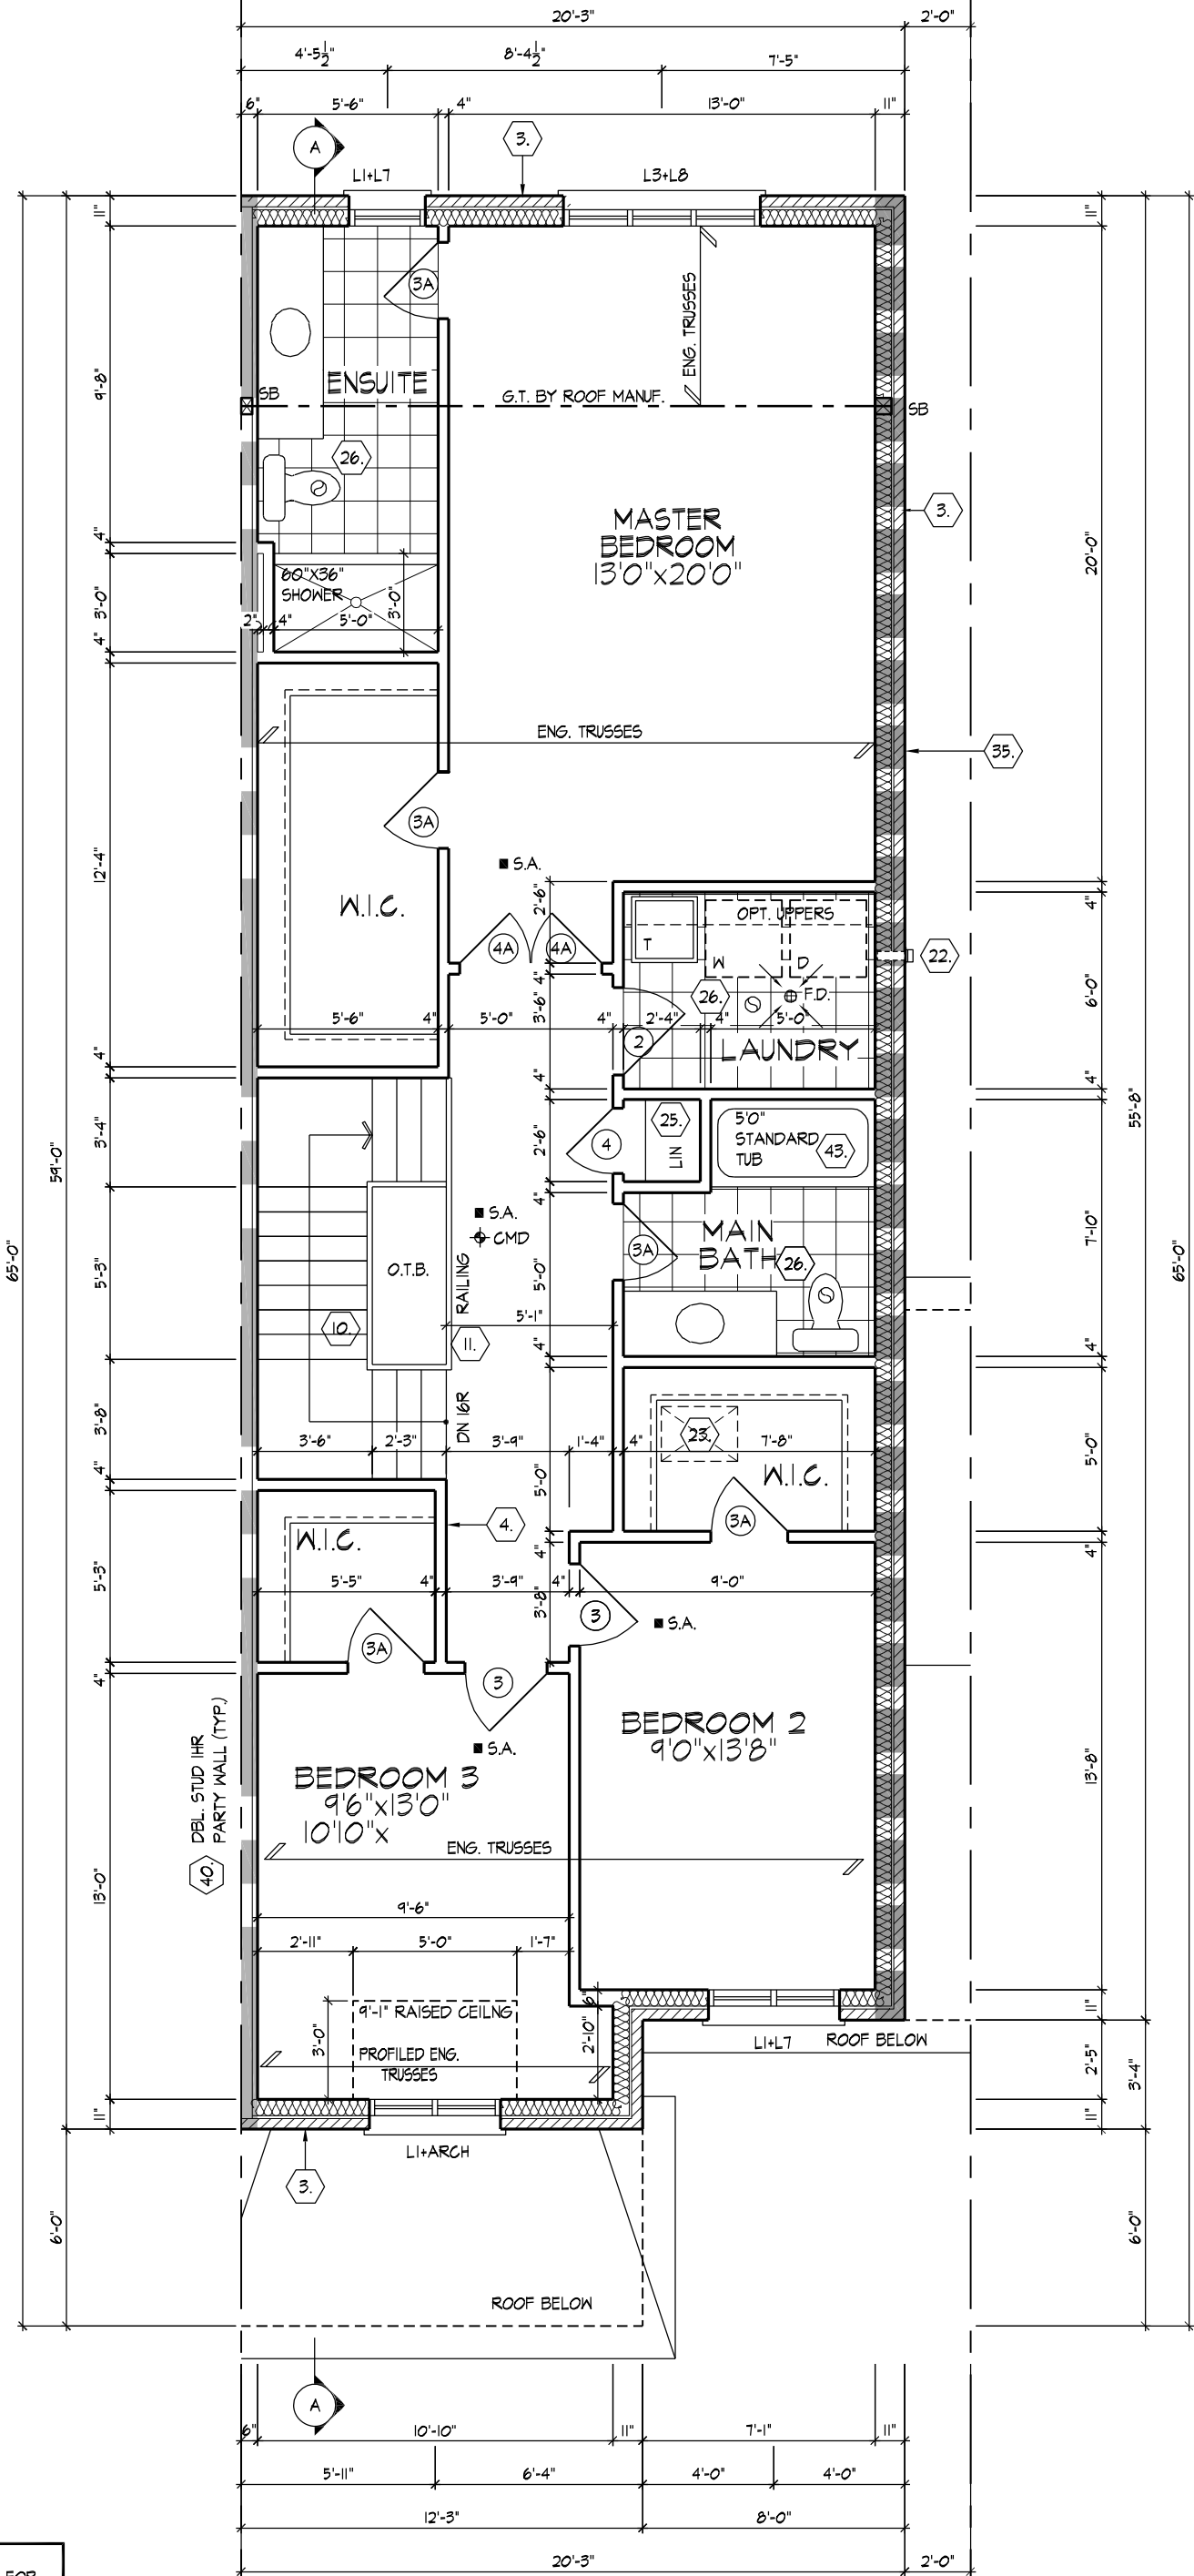 20'-3"
2'-0"
4'-5½"
8'-4½"
7'-5"
6"
5'-6"
4"
13'-0"
11"
A
3.
L1+L7
L3+L8
11"
11"
3A
ENG. TRUSSES
ENSUITE
9'-8"
SB
G.T. BY ROOF MANUF.
SB
26.
3.
MASTER
BEDROOM
13'0"x20'0"
20'-0"
4"
60"X36"
SHOWER
3'-0"
3'-0"
2"
4"
5'-0"
4"
ENG. TRUSSES
35.
3A
12'-4"
S.A.
W.I.C.
2'-6"
4"
OPT. UPPERS
T
4A
4A
W
D
22.
4"
26.
F.D.
3'-6"
6'-0"
5'-6"
4"
5'-0"
4"
2'-4"
4"
5'-0"
2
LAUNDRY
4"
4"
4"
3'-4"
2'-6"
4
25.
LIN
5'0"
STANDARD
TUB
43.
55'-8"
59'-0"
4"
S.A.
CMD
MAIN
BATH
3A
26.
7'-10"
65'-0"
65'-0"
5'-3"
O.T.B.
RAILING
5'-0"
10.
11.
5'-1"
4"
4"
3'-8"
DN 16R
23.
3'-6"
2'-3"
3'-9"
1'-4"
4"
7'-8"
5'-0"
5'-0"
4"
W.I.C.
4.
3A
W.I.C.
4"
4"
5'-3"
5'-5"
4"
3'-9"
4"
9'-0"
3'-8"
3
S.A.
3A
3
4"
DBL. STUD 1HR
PARTY WALL (TYP.)
40.
BEDROOM 2
9'0"x13'8"
S.A.
BEDROOM 3
9'6"x13'0"
10'10"x
13'-8"
ENG. TRUSSES
13'-0"
9'-6"
2'-11"
5'-0"
1'-7"
6"
9'-1" RAISED CEILNG
3'-0"
2'-10"
11"
PROFILED ENG.
TRUSSES
L1+L7
ROOF BELOW
2'-5"
3'-4"
11"
11"
L1+ARCH
3.
6'-0"
6'-0"
ROOF BELOW
A
6"
10'-10"
11"
7'-1"
11"
5'-11"
6'-4"
4'-0"
4'-0"
12'-3"
8'-0"
20'-3"
2'-0"